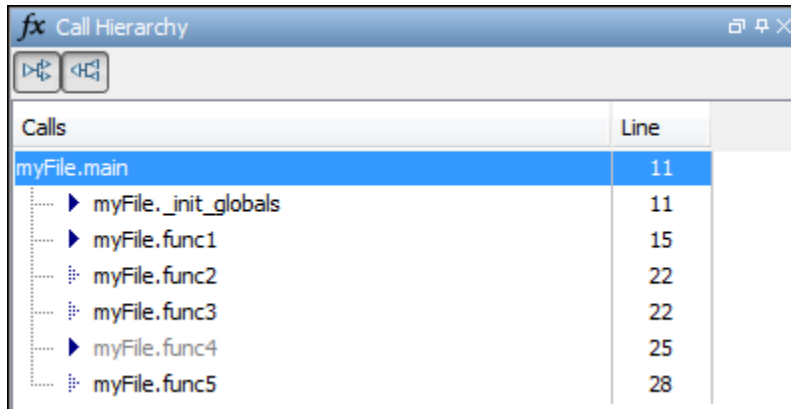 fx Call Hierarchy
Calls Line
myFile.main 11
myFile._init_globals 11
myFile.func1 15
myFile.func2 22
myFile.func3 22
myFile.func4 25
myFile.func5 28